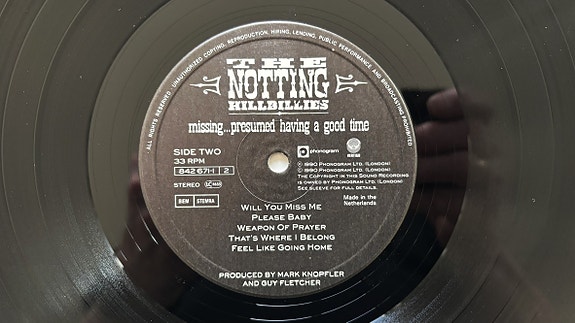 ALL RIGHTS RESERVED · UNAUTHORIZED COPYING, REPRODUCTION, HIRING, LENDING, PUBLIC PERFORMANCE AND BROADCASTING PROHIBITED
THE
NOTTING
HILLBILLIES
missing...presumed having a good time
SIDE TWO
33 RPM
842 671-1 2
STEREO
BIEM STEMRA
phonogram
vertigo
℗ 1990 PHONOGRAM LTD. (LONDON)
© 1990 PHONOGRAM LTD. (LONDON)
THE COPYRIGHT IN THIS SOUND RECORDING
IS OWNED BY PHONOGRAM LTD. (LONDON)
SEE SLEEVE FOR FULL DETAILS.
Made in the
Netherlands
WILL YOU MISS ME
PLEASE BABY
WEAPON OF PRAYER
THAT'S WHERE I BELONG
FEEL LIKE GOING HOME
PRODUCED BY MARK KNOPFLER
AND GUY FLETCHER